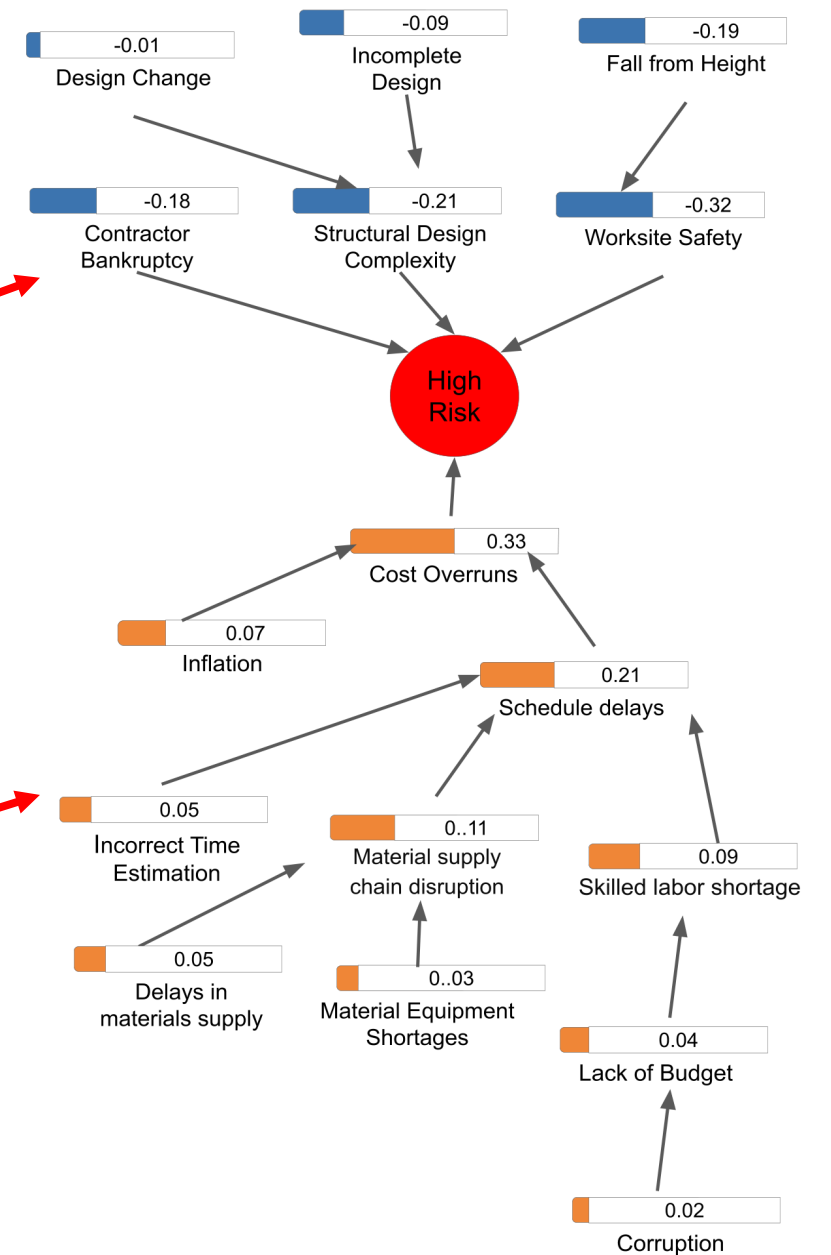 -0.01
Design Change
-0.09
Incomplete
Design
-0.19
Fall from Height
-0.18
Contractor
Bankruptcy
-0.21
Structural Design
Complexity
-0.32
Worksite Safety
High
Risk
0.33
Cost Overruns
0.07
Inflation
0.21
Schedule delays
0.05
Incorrect Time
Estimation
0..11
Material supply
chain disruption
0.09
Skilled labor shortage
0.05
Delays in
materials supply
0..03
Material Equipment
Shortages
0.04
Lack of Budget
0.02
Corruption